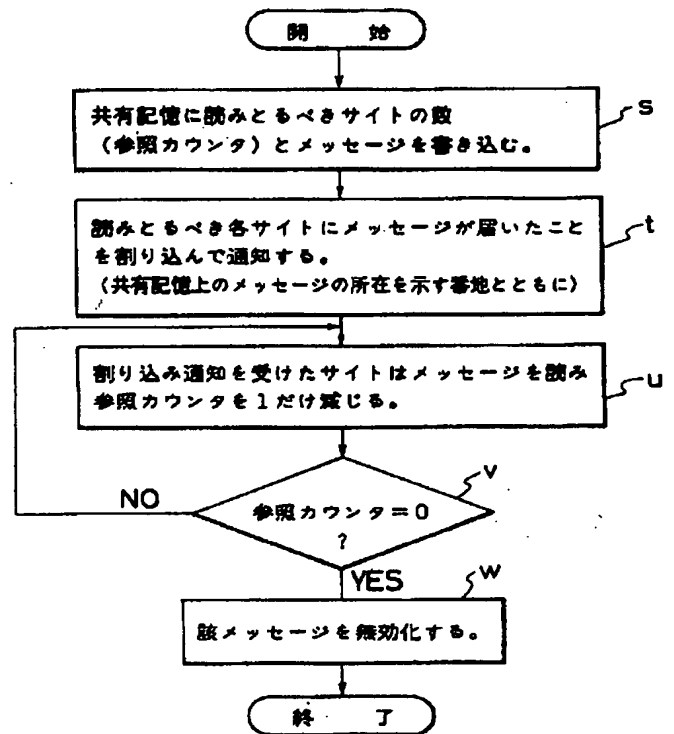 開 始
共有記憶に読みとるべきサイトの数
(参照カウンタ)とメッセージを書き込む。
s
読みとるべき各サイトにメッセージが届いたこと
を割り込んで通知する。
(共有記憶上のメッセージの所在を示す番地とともに)
t
割り込み通知を受けたサイトはメッセージを読み
参照カウンタを1だけ減じる。
u
v
NO
参照カウンタ=0
?
YES
w
該メッセージを無効化する。
終 了